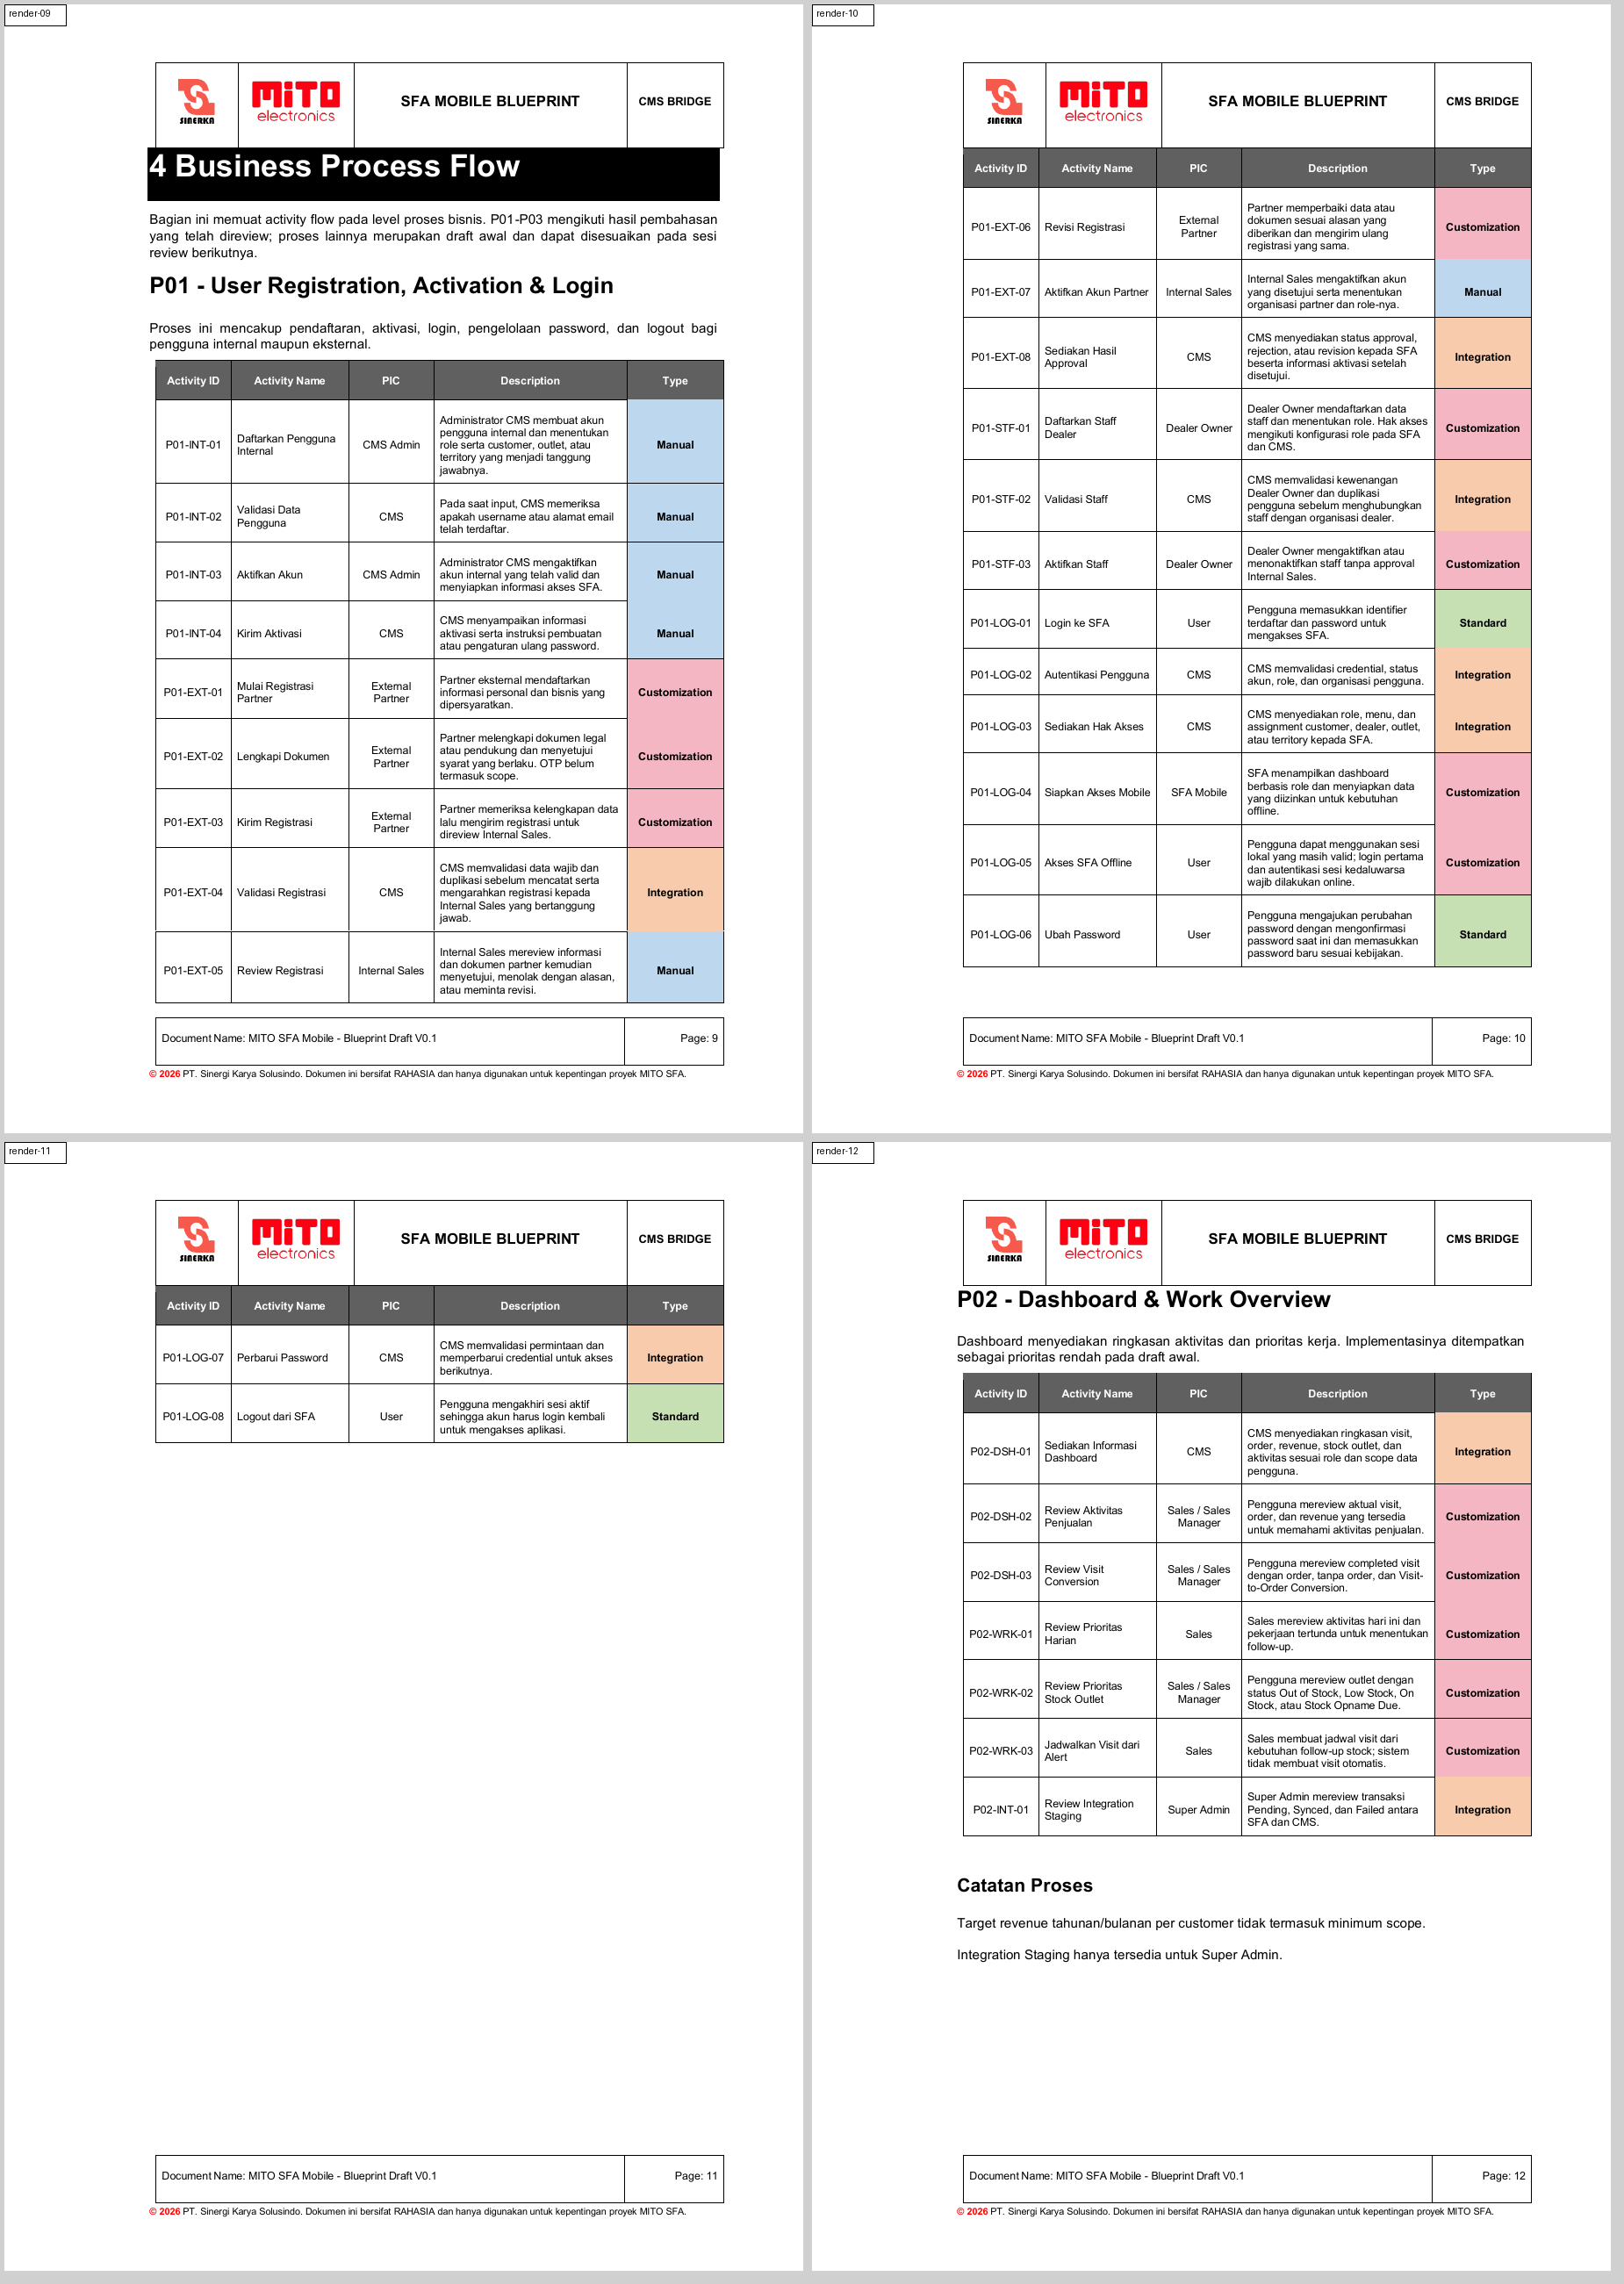 render-09
SINERKA
MiTO
electronics
SFA MOBILE BLUEPRINT
CMS BRIDGE
4 Business Process Flow
Bagian ini memuat activity flow pada level proses bisnis. P01-P03 mengikuti hasil pembahasan
yang telah direview; proses lainnya merupakan draft awal dan dapat disesuaikan pada sesi
review berikutnya.
P01 - User Registration, Activation & Login
Proses ini mencakup pendaftaran, aktivasi, login, pengelolaan password, dan logout bagi
pengguna internal maupun eksternal.
Activity ID
Activity Name
PIC
Description
Type
P01-INT-01
Daftarkan Pengguna
Internal
CMS Admin
Administrator CMS membuat akun
pengguna internal dan menentukan
role serta customer, outlet, atau
territory yang menjadi tanggung
jawabnya.
Manual
P01-INT-02
Validasi Data
Pengguna
CMS
Pada saat input, CMS memeriksa
apakah username atau alamat email
telah terdaftar.
Manual
P01-INT-03
Aktifkan Akun
CMS Admin
Administrator CMS mengaktifkan
akun internal yang telah valid dan
menyiapkan informasi akses SFA.
Manual
P01-INT-04
Kirim Aktivasi
CMS
CMS menyampaikan informasi
aktivasi serta instruksi pembuatan
atau pengaturan ulang password.
Manual
P01-EXT-01
Mulai Registrasi
Partner
External
Partner
Partner eksternal mendaftarkan
informasi personal dan bisnis yang
dipersyaratkan.
Customization
P01-EXT-02
Lengkapi Dokumen
External
Partner
Partner melengkapi dokumen legal
atau pendukung dan menyetujui
syarat yang berlaku. OTP belum
termasuk scope.
Customization
P01-EXT-03
Kirim Registrasi
External
Partner
Partner memeriksa kelengkapan data
lalu mengirim registrasi untuk
direview Internal Sales.
Customization
P01-EXT-04
Validasi Registrasi
CMS
CMS memvalidasi data wajib dan
duplikasi sebelum mencatat serta
mengarahkan registrasi kepada
Internal Sales yang bertanggung
jawab.
Integration
P01-EXT-05
Review Registrasi
Internal Sales
Internal Sales mereview informasi
dan dokumen partner kemudian
menyetujui, menolak dengan alasan,
atau meminta revisi.
Manual
Document Name: MITO SFA Mobile - Blueprint Draft V0.1
Page: 9
© 2026 PT. Sinergi Karya Solusindo. Dokumen ini bersifat RAHASIA dan hanya digunakan untuk kepentingan proyek MITO SFA.
render-10
SINERKA
MiTO
electronics
SFA MOBILE BLUEPRINT
CMS BRIDGE
Activity ID
Activity Name
PIC
Description
Type
P01-EXT-06
Revisi Registrasi
External
Partner
Partner memperbaiki data atau
dokumen sesuai alasan yang
diberikan dan mengirim ulang
registrasi yang sama.
Customization
P01-EXT-07
Aktifkan Akun Partner
Internal Sales
Internal Sales mengaktifkan akun
yang disetujui serta menentukan
organisasi partner dan role-nya.
Manual
P01-EXT-08
Sediakan Hasil
Approval
CMS
CMS menyediakan status approval,
rejection, atau revision kepada SFA
beserta informasi aktivasi setelah
disetujui.
Integration
P01-STF-01
Daftarkan Staff
Dealer
Dealer Owner
Dealer Owner mendaftarkan data
staff dan menentukan role. Hak akses
mengikuti konfigurasi role pada SFA
dan CMS.
Customization
P01-STF-02
Validasi Staff
CMS
CMS memvalidasi kewenangan
Dealer Owner dan duplikasi
pengguna sebelum menghubungkan
staff dengan organisasi dealer.
Integration
P01-STF-03
Aktifkan Staff
Dealer Owner
Dealer Owner mengaktifkan atau
menonaktifkan staff tanpa approval
Internal Sales.
Customization
P01-LOG-01
Login ke SFA
User
Pengguna memasukkan identifier
terdaftar dan password untuk
mengakses SFA.
Standard
P01-LOG-02
Autentikasi Pengguna
CMS
CMS memvalidasi credential, status
akun, role, dan organisasi pengguna.
Integration
P01-LOG-03
Sediakan Hak Akses
CMS
CMS menyediakan role, menu, dan
assignment customer, dealer, outlet,
atau territory kepada SFA.
Integration
P01-LOG-04
Siapkan Akses Mobile
SFA Mobile
SFA menampilkan dashboard
berbasis role dan menyiapkan data
yang diizinkan untuk kebutuhan
offline.
Customization
P01-LOG-05
Akses SFA Offline
User
Pengguna dapat menggunakan sesi
lokal yang masih valid; login pertama
dan autentikasi sesi kedaluwarsa
wajib dilakukan online.
Customization
P01-LOG-06
Ubah Password
User
Pengguna mengajukan perubahan
password dengan mengonfirmasi
password saat ini dan memasukkan
password baru sesuai kebijakan.
Standard
Document Name: MITO SFA Mobile - Blueprint Draft V0.1
Page: 10
© 2026 PT. Sinergi Karya Solusindo. Dokumen ini bersifat RAHASIA dan hanya digunakan untuk kepentingan proyek MITO SFA.
render-11
SINERKA
MiTO
electronics
SFA MOBILE BLUEPRINT
CMS BRIDGE
Activity ID
Activity Name
PIC
Description
Type
P01-LOG-07
Perbarui Password
CMS
CMS memvalidasi permintaan dan
memperbarui credential untuk akses
berikutnya.
Integration
P01-LOG-08
Logout dari SFA
User
Pengguna mengakhiri sesi aktif
sehingga akun harus login kembali
untuk mengakses aplikasi.
Standard
Document Name: MITO SFA Mobile - Blueprint Draft V0.1
Page: 11
© 2026 PT. Sinergi Karya Solusindo. Dokumen ini bersifat RAHASIA dan hanya digunakan untuk kepentingan proyek MITO SFA.
render-12
SINERKA
MiTO
electronics
SFA MOBILE BLUEPRINT
CMS BRIDGE
P02 - Dashboard & Work Overview
Dashboard menyediakan ringkasan aktivitas dan prioritas kerja. Implementasinya ditempatkan
sebagai prioritas rendah pada draft awal.
Activity ID
Activity Name
PIC
Description
Type
P02-DSH-01
Sediakan Informasi
Dashboard
CMS
CMS menyediakan ringkasan visit,
order, revenue, stock outlet, dan
aktivitas sesuai role dan scope data
pengguna.
Integration
P02-DSH-02
Review Aktivitas
Penjualan
Sales / Sales
Manager
Pengguna mereview aktual visit,
order, dan revenue yang tersedia
untuk memahami aktivitas penjualan.
Customization
P02-DSH-03
Review Visit
Conversion
Sales / Sales
Manager
Pengguna mereview completed visit
dengan order, tanpa order, dan Visit-
to-Order Conversion.
Customization
P02-WRK-01
Review Prioritas
Harian
Sales
Sales mereview aktivitas hari ini dan
pekerjaan tertunda untuk menentukan
follow-up.
Customization
P02-WRK-02
Review Prioritas
Stock Outlet
Sales / Sales
Manager
Pengguna mereview outlet dengan
status Out of Stock, Low Stock, On
Stock, atau Stock Opname Due.
Customization
P02-WRK-03
Jadwalkan Visit dari
Alert
Sales
Sales membuat jadwal visit dari
kebutuhan follow-up stock; sistem
tidak membuat visit otomatis.
Customization
P02-INT-01
Review Integration
Staging
Super Admin
Super Admin mereview transaksi
Pending, Synced, dan Failed antara
SFA dan CMS.
Integration
Catatan Proses
Target revenue tahunan/bulanan per customer tidak termasuk minimum scope.
Integration Staging hanya tersedia untuk Super Admin.
Document Name: MITO SFA Mobile - Blueprint Draft V0.1
Page: 12
© 2026 PT. Sinergi Karya Solusindo. Dokumen ini bersifat RAHASIA dan hanya digunakan untuk kepentingan proyek MITO SFA.